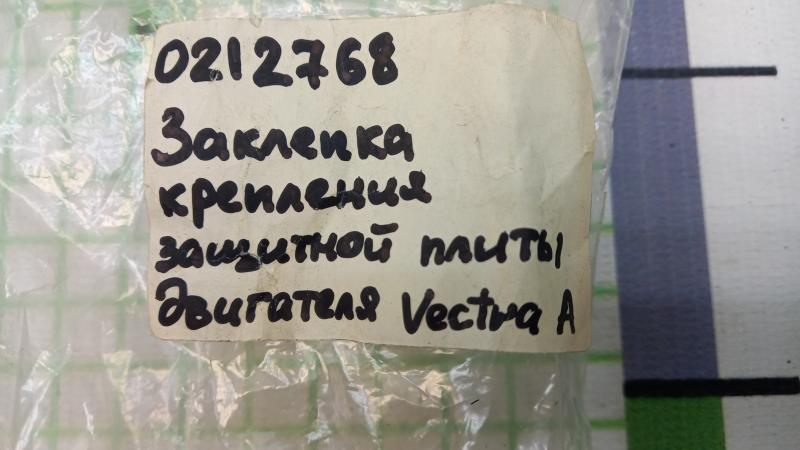 0212768
Заклепка
крепления
защитной плиты
двигателя Vectra A